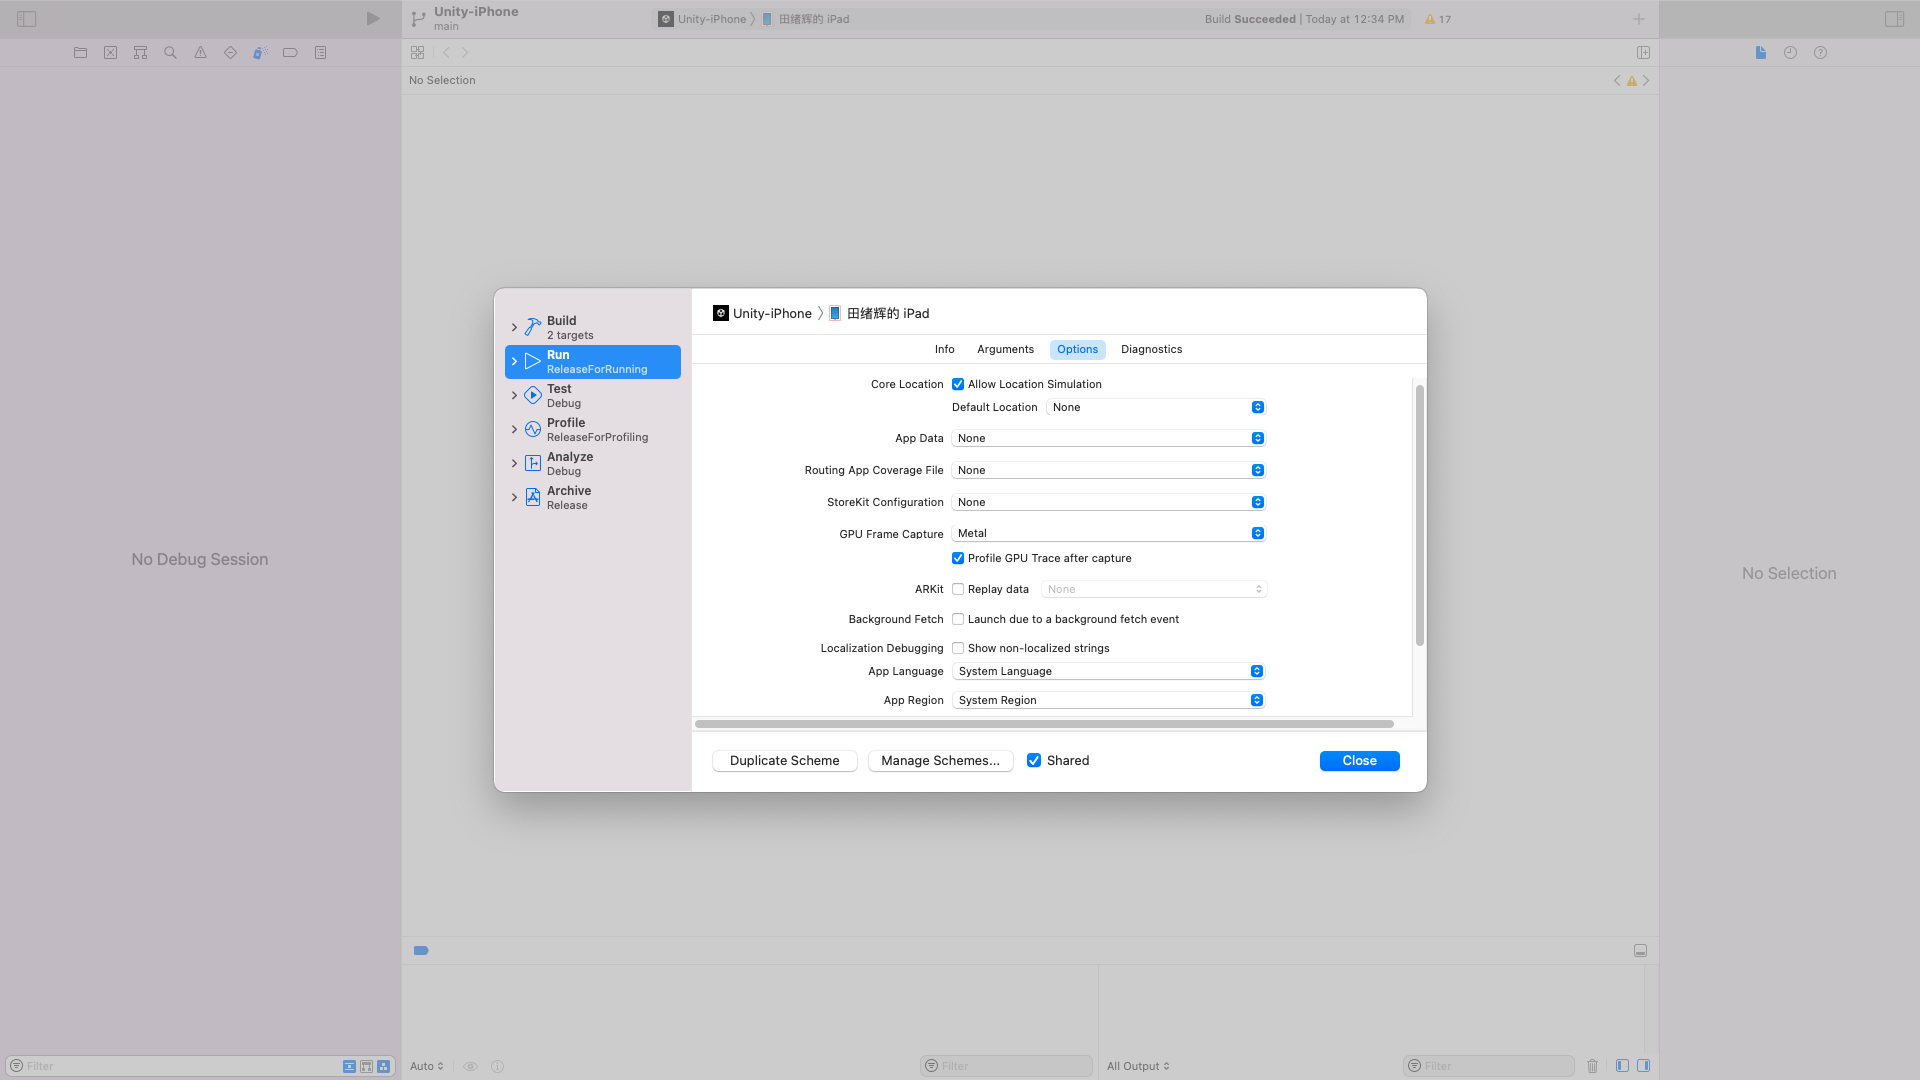 Unity-iPhone
main
Unity-iPhone 〉 田绪辉的 iPad
Build Succeeded | Today at 12:34 PM
17
No Selection
No Debug Session
Build
2 targets
Run
ReleaseForRunning
Test
Debug
Profile
ReleaseForProfiling
Analyze
Debug
Archive
Release
Unity-iPhone 〉 田绪辉的 iPad
Info
Arguments
Options
Diagnostics
Core Location
Allow Location Simulation
Default Location
None
App Data
None
Routing App Coverage File
None
StoreKit Configuration
None
GPU Frame Capture
Metal
Profile GPU Trace after capture
ARKit
Replay data
None
Background Fetch
Launch due to a background fetch event
Localization Debugging
Show non-localized strings
App Language
System Language
App Region
System Region
Duplicate Scheme
Manage Schemes...
Shared
Close
No Selection
Filter
Auto
Filter
All Output
Filter